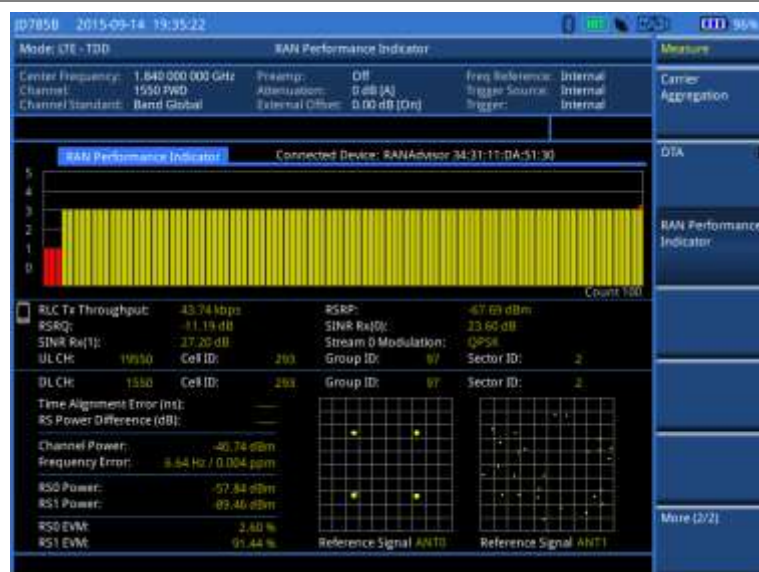 JD785B 2015-09-14 19:35:22 96%
Mode: LTE - TDD RAN Performance Indicator Measure
Center Frequency: 1.840 000 000 GHz Preamp: Off Freq Reference: Internal
Channel: 1550 FWD Attenuation: 0 dB [A] Trigger Source: Internal
Channel Standard: Band Global External Offset: 0.00 dB [On] Trigger: Internal
Carrier
Aggregation
OTA
RAN Performance
Indicator
More (2/2)
RAN Performance Indicator Connected Device: RANAdvisor 34:31:11:DA:51:30
5
4
3
2
1
0
Count 100
RLC Tx Throughput: 43.74 kbps RSRP: -67.69 dBm
RSRQ: -11.19 dB SINR Rx(0): 23.60 dB
SINR Rx(1): 27.20 dB Stream 0 Modulation: QPSK
UL CH: 19550 Cell ID: 293 Group ID: 97 Sector ID: 2
DL CH: 1550 Cell ID: 293 Group ID: 97 Sector ID: 2
Time Alignment Error (ns): ----
RS Power Difference (dB): ----
Channel Power: -46.74 dBm
Frequency Error: 6.64 Hz / 0.004 ppm
RS0 Power: -57.84 dBm
RS1 Power: -89.46 dBm
RS0 EVM: 2.60 %
RS1 EVM: 91.44 %
Reference Signal ANT0 Reference Signal ANT1